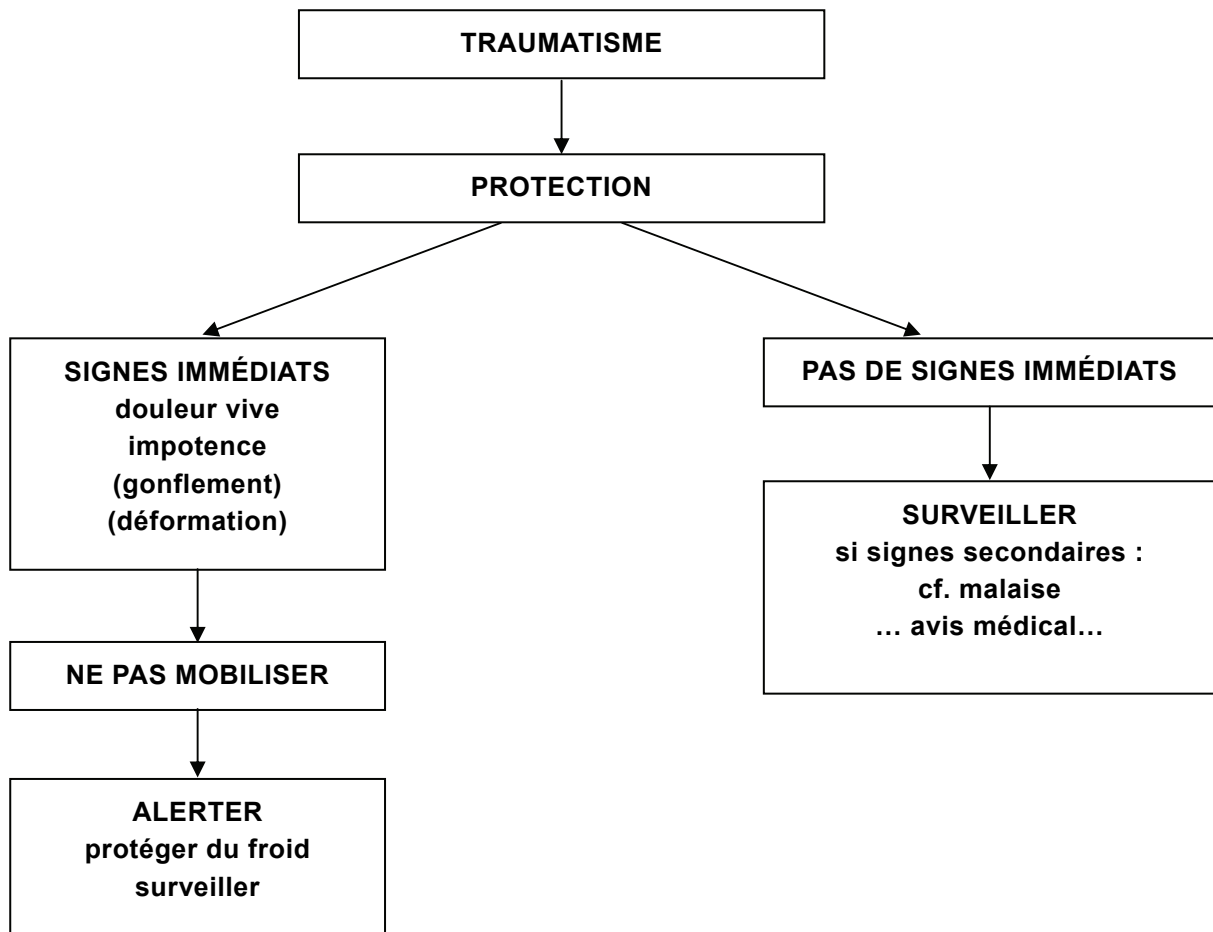 TRAUMATISME
PROTECTION
SIGNES IMMÉDIATS
douleur vive
impotence
(gonflement)
(déformation)
NE PAS MOBILISER
ALERTER
protéger du froid
surveiller
PAS DE SIGNES IMMÉDIATS
SURVEILLER
si signes secondaires :
cf. malaise
… avis médical…